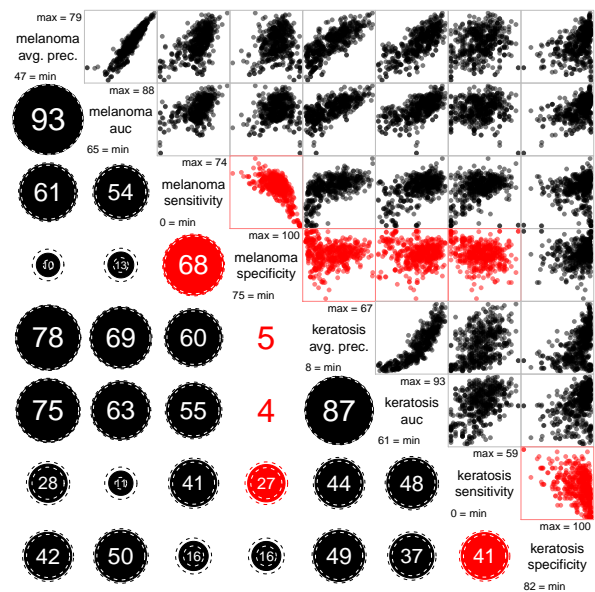 max = 79
melanoma
avg. prec.
47 = min
max = 88
93
melanoma
auc
65 = min
max = 74
61
54
melanoma
sensitivity
0 = min
max = 100
10
13
68
melanoma
specificity
75 = min
max = 67
78
69
60
5
keratosis
avg. prec.
8 = min
max = 93
75
63
55
4
87
keratosis
auc
61 = min
max = 59
28
11
41
27
44
48
keratosis
sensitivity
0 = min
max = 100
42
50
16
16
49
37
41
keratosis
specificity
82 = min